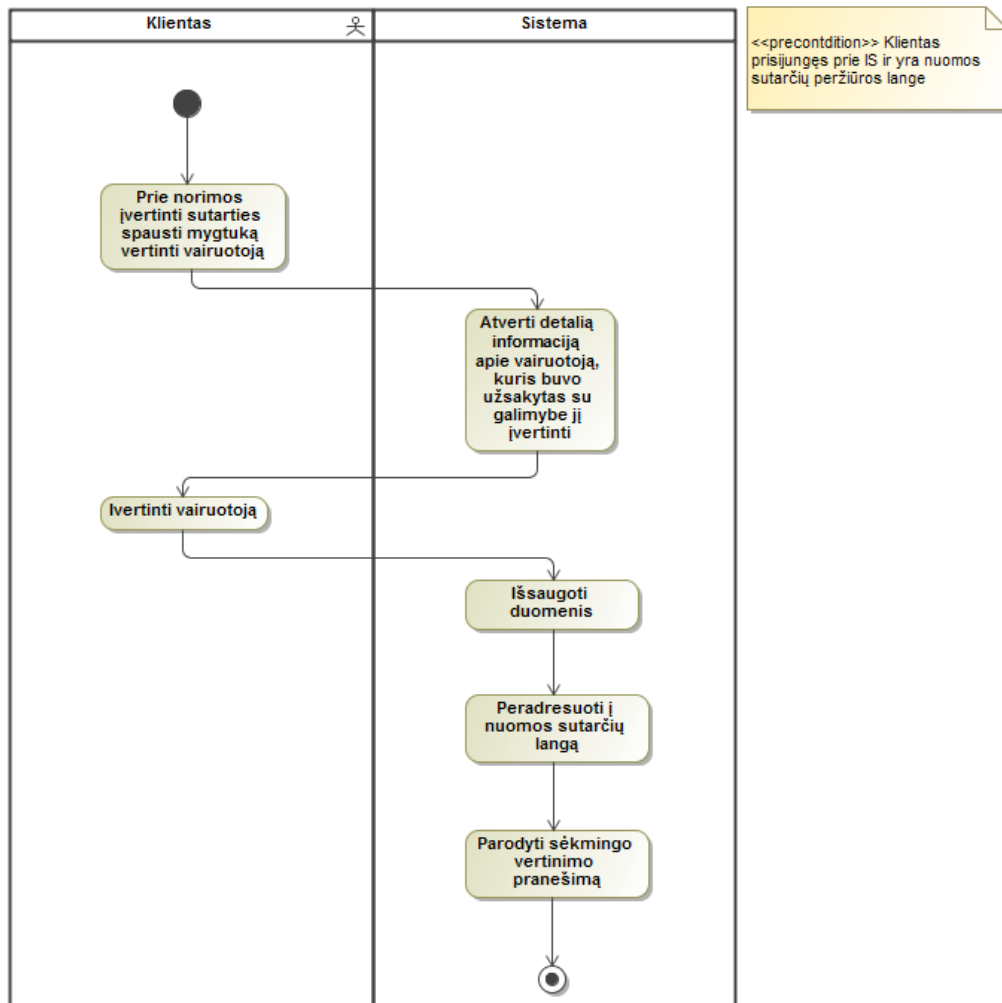 Klientas
Sistema
<<precontdition>> Klientas
prisijungęs prie IS ir yra nuomos
sutarčių peržiūros lange
Prie norimos
įvertinti sutarties
spausti mygtuką
vertinti vairuotoją
Atverti detalią
informaciją
apie vairuotoją,
kuris buvo
užsakytas su
galimybe jį
įvertinti
Ivertinti vairuotoją
Išsaugoti
duomenis
Peradresuoti į
nuomos sutarčių
langą
Parodyti sėkmingo
vertinimo
pranešimą